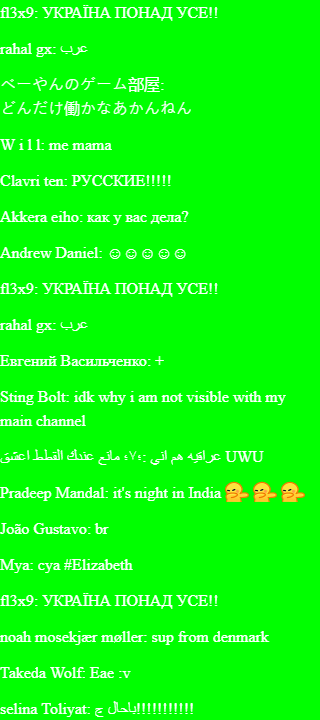 fl3x9: УКРАЇНА ПОНАД УСЕ!!
rahal gx: عرب
べーやんのゲーム部屋:
どんだけ働かなあかんねん
W i l l: me mama
Clavri ten: РУССКИЕ!!!!!
Akkera eiho: как у вас дела?
Andrew Daniel: ☺☺☺☺☺
fl3x9: УКРАЇНА ПОНАД УСЕ!!
rahal gx: عرب
Евгений Васильченко: +
Sting Bolt: idk why i am not visible with my
main channel
عراقيه هم اني :٧؛؛ مانع عندك القطط اعشق UWU
Pradeep Mandal: it's night in India 🤧🤧🤧
João Gustavo: br
Mya: cya #Elizabeth
fl3x9: УКРАЇНА ПОНАД УСЕ!!
noah mosekjær møller: sup from denmark
Takeda Wolf: Eae :v
selina Toliyat: !!!!!!!!!!!